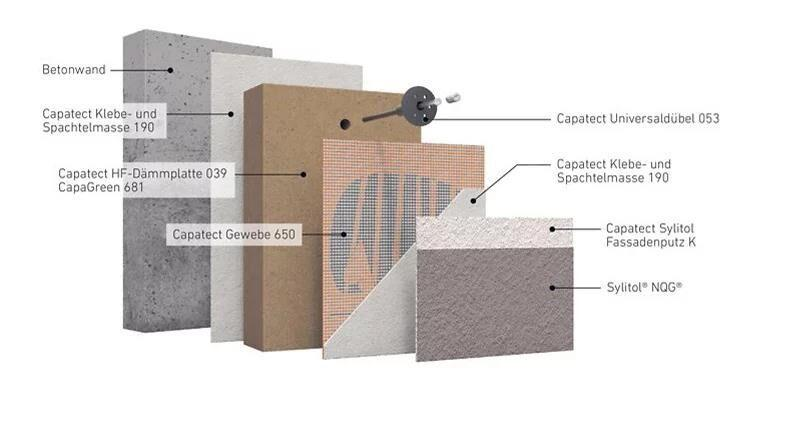 Betonwand
Capatect Klebe- und
Spachtelmasse 190
Capatect HF-Dämmplatte 039
CapaGreen 681
Capatect Gewebe 650
Capatect Universaldübel 053
Capatect Klebe- und
Spachtelmasse 190
Capatect Sylitol
Fassadenputz K
Sylitol® NQG®